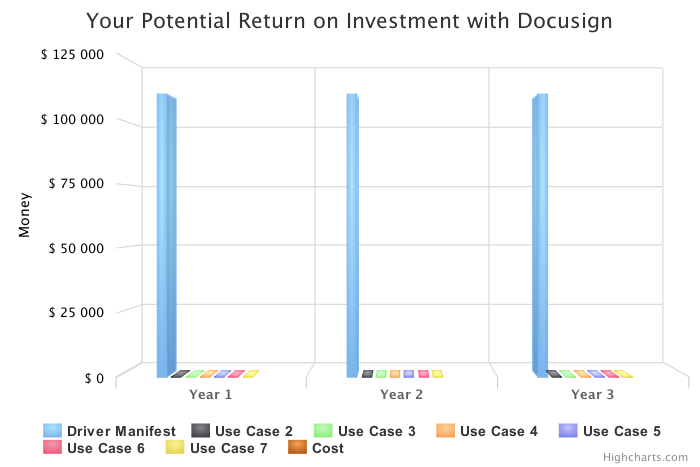 Your Potential Return on Investment with Docusign
$ 125 000
$ 100 000
$ 75 000
$ 50 000
$ 25 000
$ 0
Money
Year 1 Year 2 Year 3
Driver Manifest Use Case 2 Use Case 3 Use Case 4 Use Case 5
Use Case 6 Use Case 7 Cost
Highcharts.com